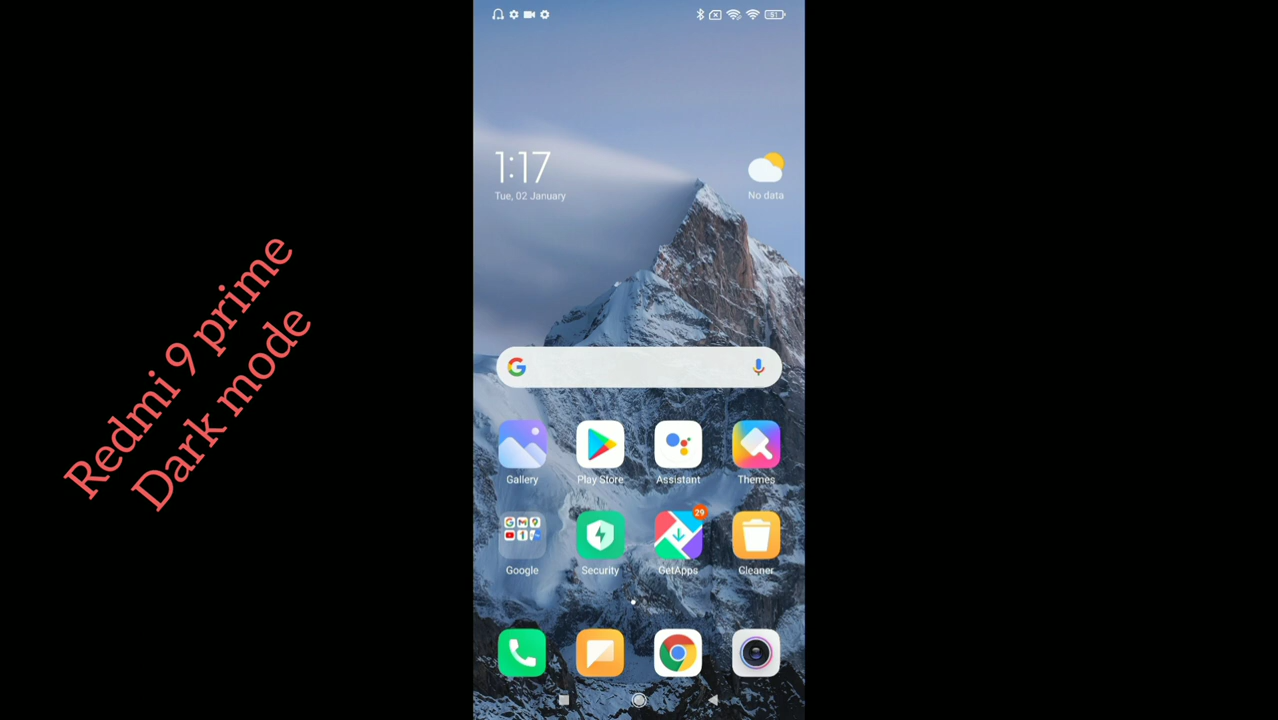 Redmi 9 prime
Dark mode
61
1:17
Tue, 02 January
No data
Gallery
Play Store
Assistant
Themes
29
Google
Security
GetApps
Cleaner